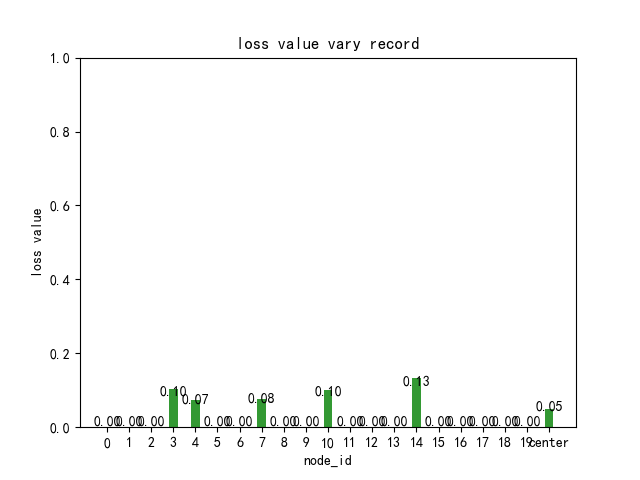 loss value vary record
1.0
0.8
0.6
0.4
0.2
0.0
loss value
0.00 0.00 0.00 0.10 0.07 0.00 0.00 0.08 0.00 0.00 0.10 0.00 0.00 0.00 0.13 0.00 0.00 0.00 0.00 0.00 0.05
0 1 2 3 4 5 6 7 8 9 10 11 12 13 14 15 16 17 18 19 center
node_id